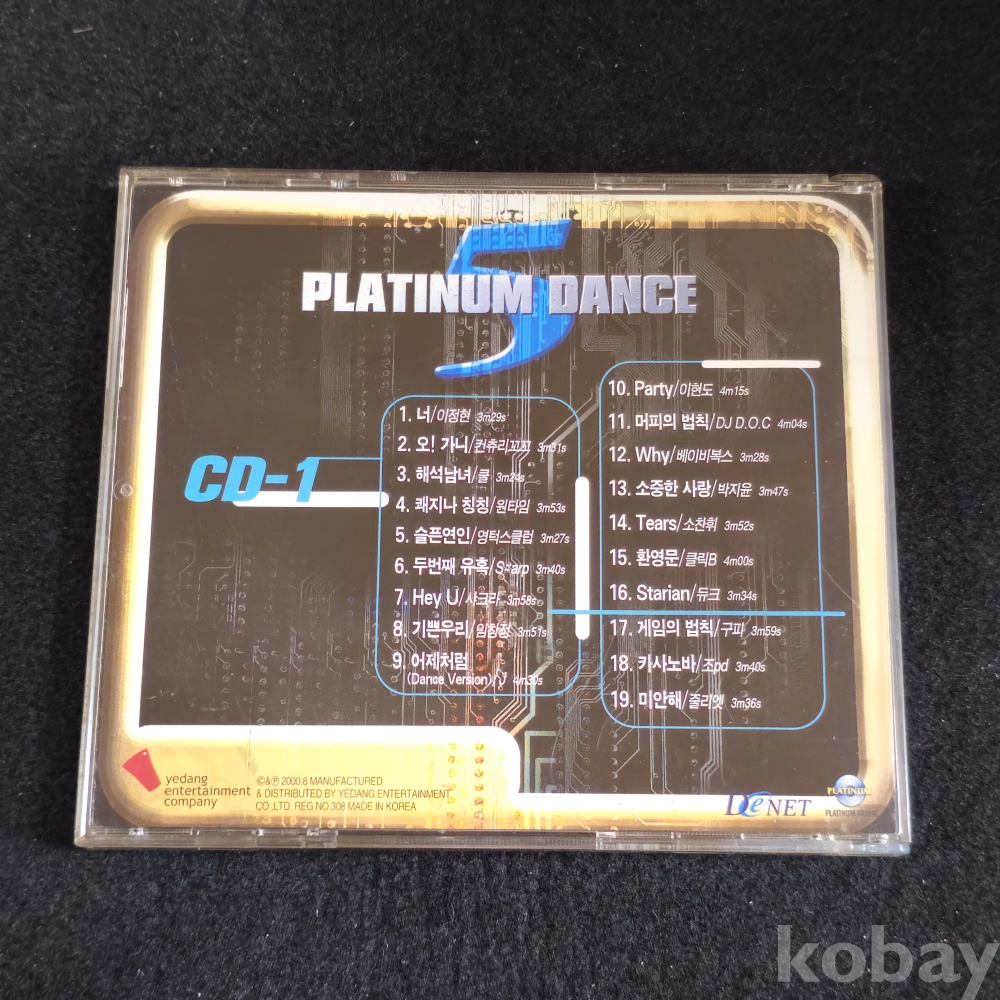 5
PLATINUM DANCE
CD-1
1. 너/이정현 3m29s
2. 오! 가니/컨츄리꼬꼬 3m31s
3. 해석남녀/쿨 3m24s
4. 쾌지나 칭칭/원타임 3m53s
5. 슬픈연인/영턱스클럽 3m27s
6. 두번째 유혹/S#arp 3m40s
7. Hey U/샤크라 3m58s
8. 기쁜우리/임창정 3m51s
9. 어제처럼
(Dance Version)/J 4m30s
10. Party/이현도 4m15s
11. 머피의 법칙/DJ D.O.C 4m04s
12. Why/베이비복스 3m28s
13. 소중한 사랑/박지윤 3m47s
14. Tears/소찬휘 3m52s
15. 환영문/클릭B 4m00s
16. Starian/듀크 3m34s
17. 게임의 법칙/구피 3m59s
18. 카사노바/조pd 3m40s
19. 미안해/줄리엣 3m36s
yedang
entertainment
company
©&℗ 2000.8 MANUFACTURED
& DISTRIBUTED BY YEDANG ENTERTAINMENT
CO.,LTD. REG NO.308 MADE IN KOREA
DeNET
PLATINUM
PLATINUM MUSIC
kobay